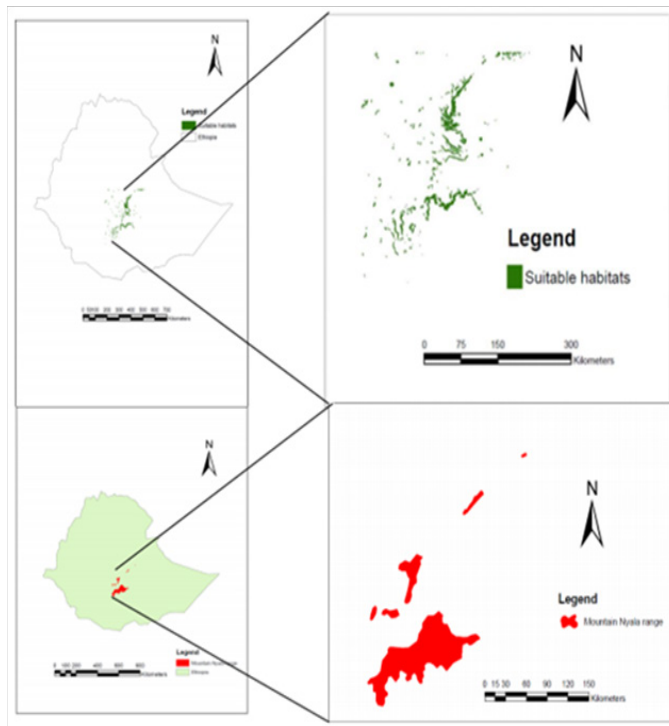 N
Legend
Suitable habitats
Ethiopia
Kilometers
N
Legend
Suitable habitats
0 75 150 300
Kilometers
N
Legend
Mountain Nyala range
Ethiopia
Kilometers
N
Legend
Mountain Nyala range
0 15 30 60 90 120 150
Kilometers